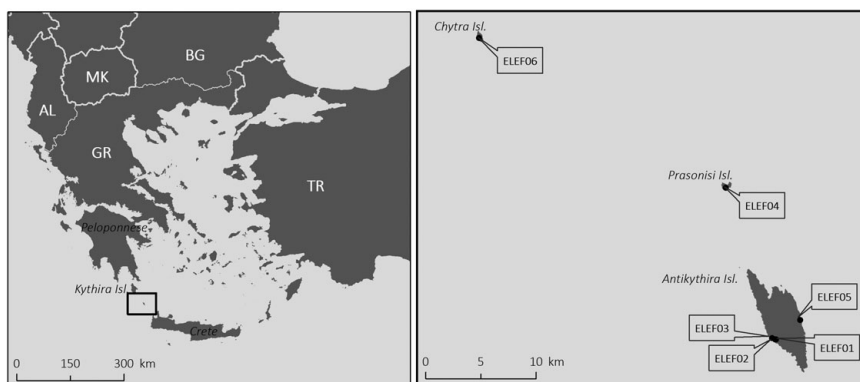 BG
MK
AL
GR
TR
Peloponnese
Kythira Isl.
Crete
0 150 300 km
Chytra Isl.
ELEF06
Prasonisi Isl.
ELEF04
Antikythira Isl.
ELEF05
ELEF03
ELEF02
ELEF01
0 5 10 km